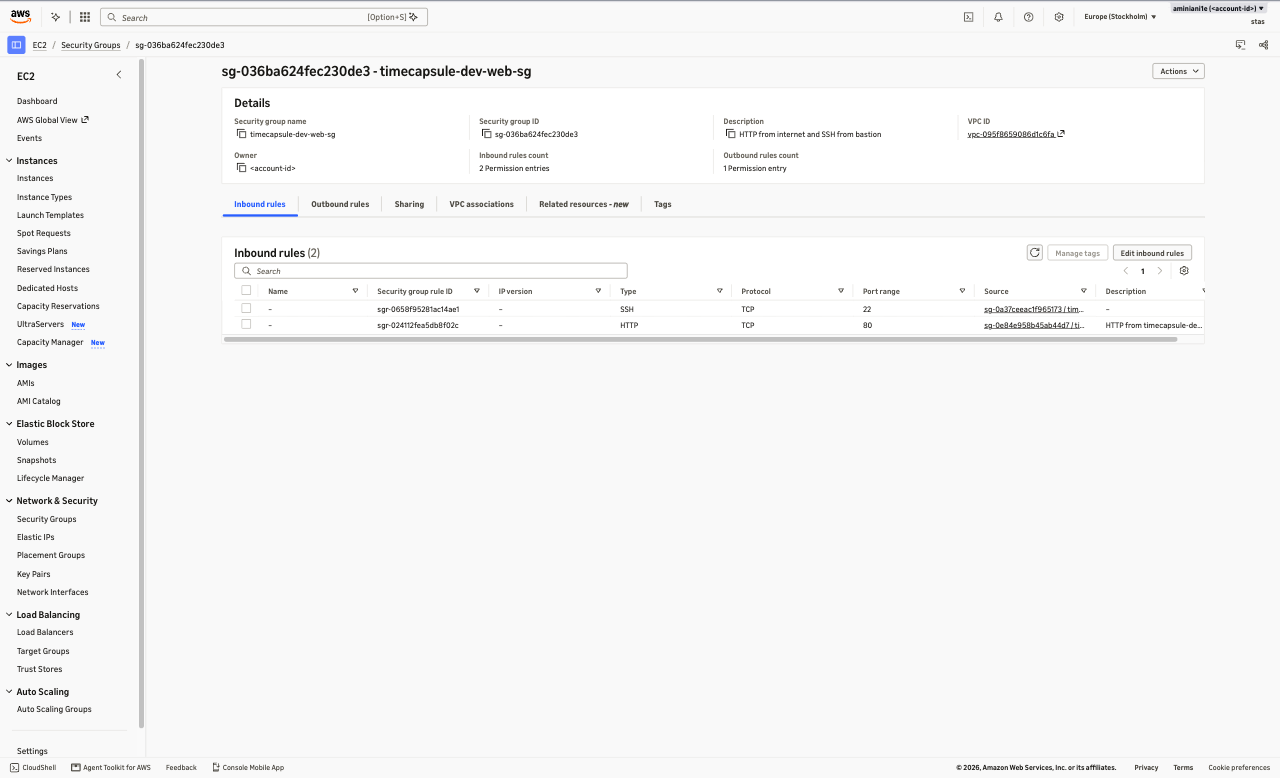 aws
Search
[Option+S]
Europe (Stockholm)
aminiani1e (<account-id>)
stas
EC2 / Security Groups / sg-036ba624fec230de3
EC2
Dashboard
AWS Global View
Events
Instances
Instances
Instance Types
Launch Templates
Spot Requests
Savings Plans
Reserved Instances
Dedicated Hosts
Capacity Reservations
UltraServers New
Capacity Manager New
Images
AMIs
AMI Catalog
Elastic Block Store
Volumes
Snapshots
Lifecycle Manager
Network & Security
Security Groups
Elastic IPs
Placement Groups
Key Pairs
Network Interfaces
Load Balancing
Load Balancers
Target Groups
Trust Stores
Auto Scaling
Auto Scaling Groups
Settings
sg-036ba624fec230de3 - timecapsule-dev-web-sg
Actions
Details
Security group name
timecapsule-dev-web-sg
Security group ID
sg-036ba624fec230de3
Description
HTTP from internet and SSH from bastion
VPC ID
vpc-095f8659086d1c6fa
Owner
<account-id>
Inbound rules count
2 Permission entries
Outbound rules count
1 Permission entry
Inbound rules
Outbound rules
Sharing
VPC associations
Related resources - new
Tags
Inbound rules (2)
Manage tags
Edit inbound rules
Search
1
Name Security group rule ID IP version Type Protocol Port range Source Description
– sgr-0658f95281ac14ae1 – SSH TCP 22 sg-0a37ceeac1f965173 / tim... –
– sgr-024112fea5db8f02c – HTTP TCP 80 sg-0e84e958b45ab44d7 / ti... HTTP from timecapsule-de...
CloudShell
Agent Toolkit for AWS
Feedback
Console Mobile App
© 2026, Amazon Web Services, Inc. or its affiliates.
Privacy
Terms
Cookie preferences